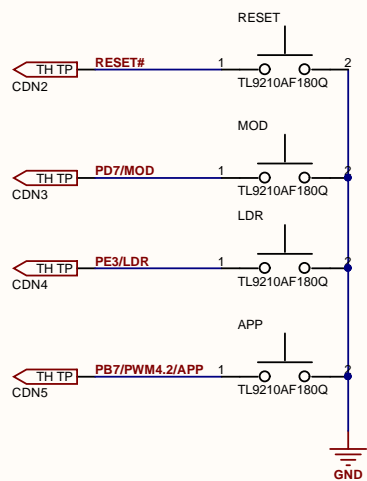 RESET
TH TP RESET# 1 2
CDN2 TL9210AF180Q
MOD
TH TP PD7/MOD 1 2
CDN3 TL9210AF180Q
LDR
TH TP PE3/LDR 1 2
CDN4 TL9210AF180Q
APP
TH TP PB7/PWM4.2/APP 1 2
CDN5 TL9210AF180Q
GND